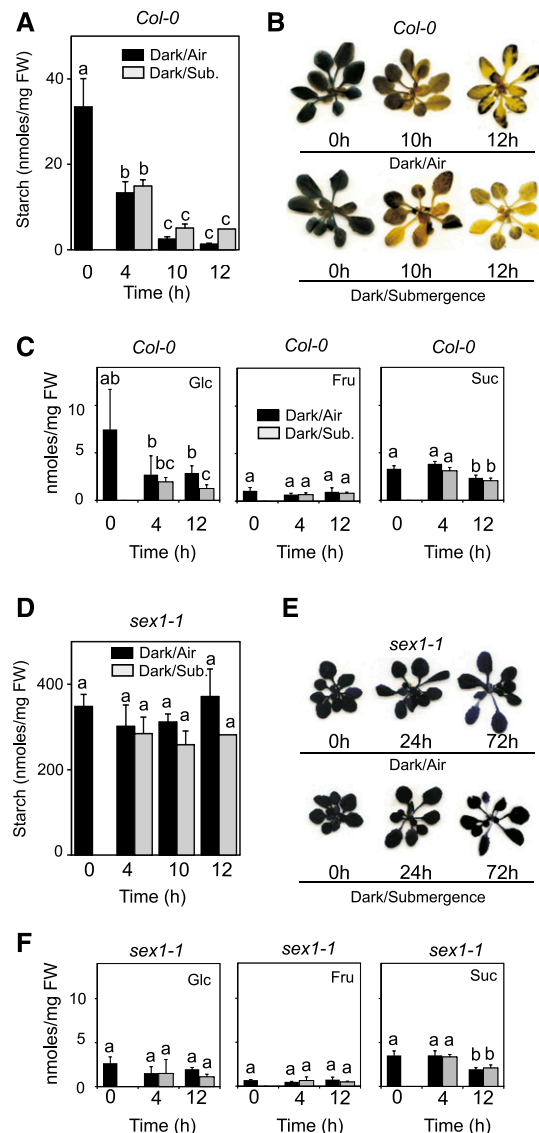 A
Col-0
Starch (nmoles/mg FW)
40
20
0
Dark/Air
Dark/Sub.
a
b b
c c
c c
0 4 10 12
Time (h)
B
Col-0
0h 10h 12h
Dark/Air
0h 10h 12h
Dark/Submergence
C
Col-0 Col-0 Col-0
nmoles/mg FW
10
5
0
Glc
ab
b bc
b c
0 4 12
Time (h)
Fru
Dark/Air
Dark/Sub.
a
a a
a a
0 4 12
Time (h)
Suc
a
a a
b b
0 4 12
Time (h)
D
sex1-1
Starch (nmoles/mg FW)
400
200
0
Dark/Air
Dark/Sub.
a
a a
a a
a a
0 4 10 12
Time (h)
E
sex1-1
0h 24h 72h
Dark/Air
0h 24h 72h
Dark/Submergence
F
sex1-1 sex1-1 sex1-1
nmoles/mg FW
10
5
0
Glc
a
a a
a a
0 4 12
Time (h)
Fru
a
a a
a a
0 4 12
Time (h)
Suc
a
a a
b b
0 4 12
Time (h)